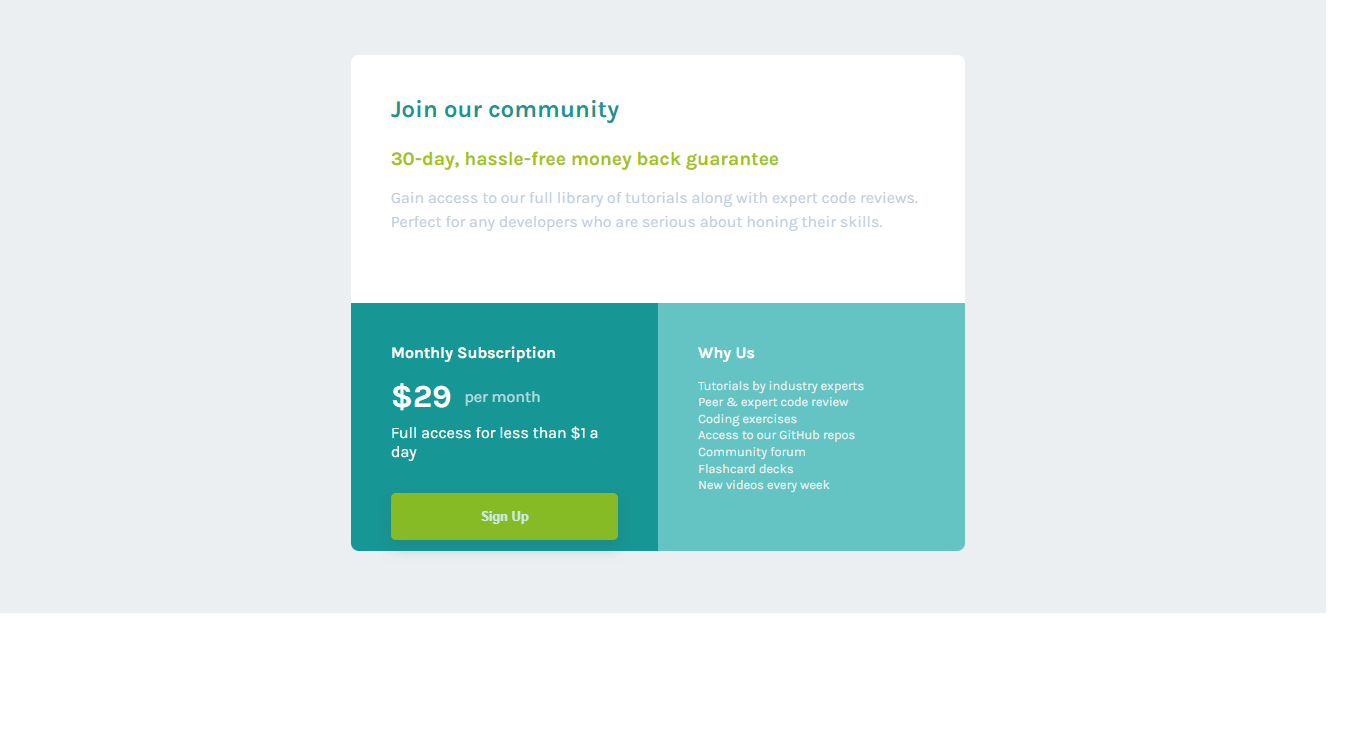 Join our community
30-day, hassle-free money back guarantee
Gain access to our full library of tutorials along with expert code reviews.
Perfect for any developers who are serious about honing their skills.
Monthly Subscription
$29 per month
Full access for less than $1 a
day
Sign Up
Why Us
Tutorials by industry experts
Peer & expert code review
Coding exercises
Access to our GitHub repos
Community forum
Flashcard decks
New videos every week